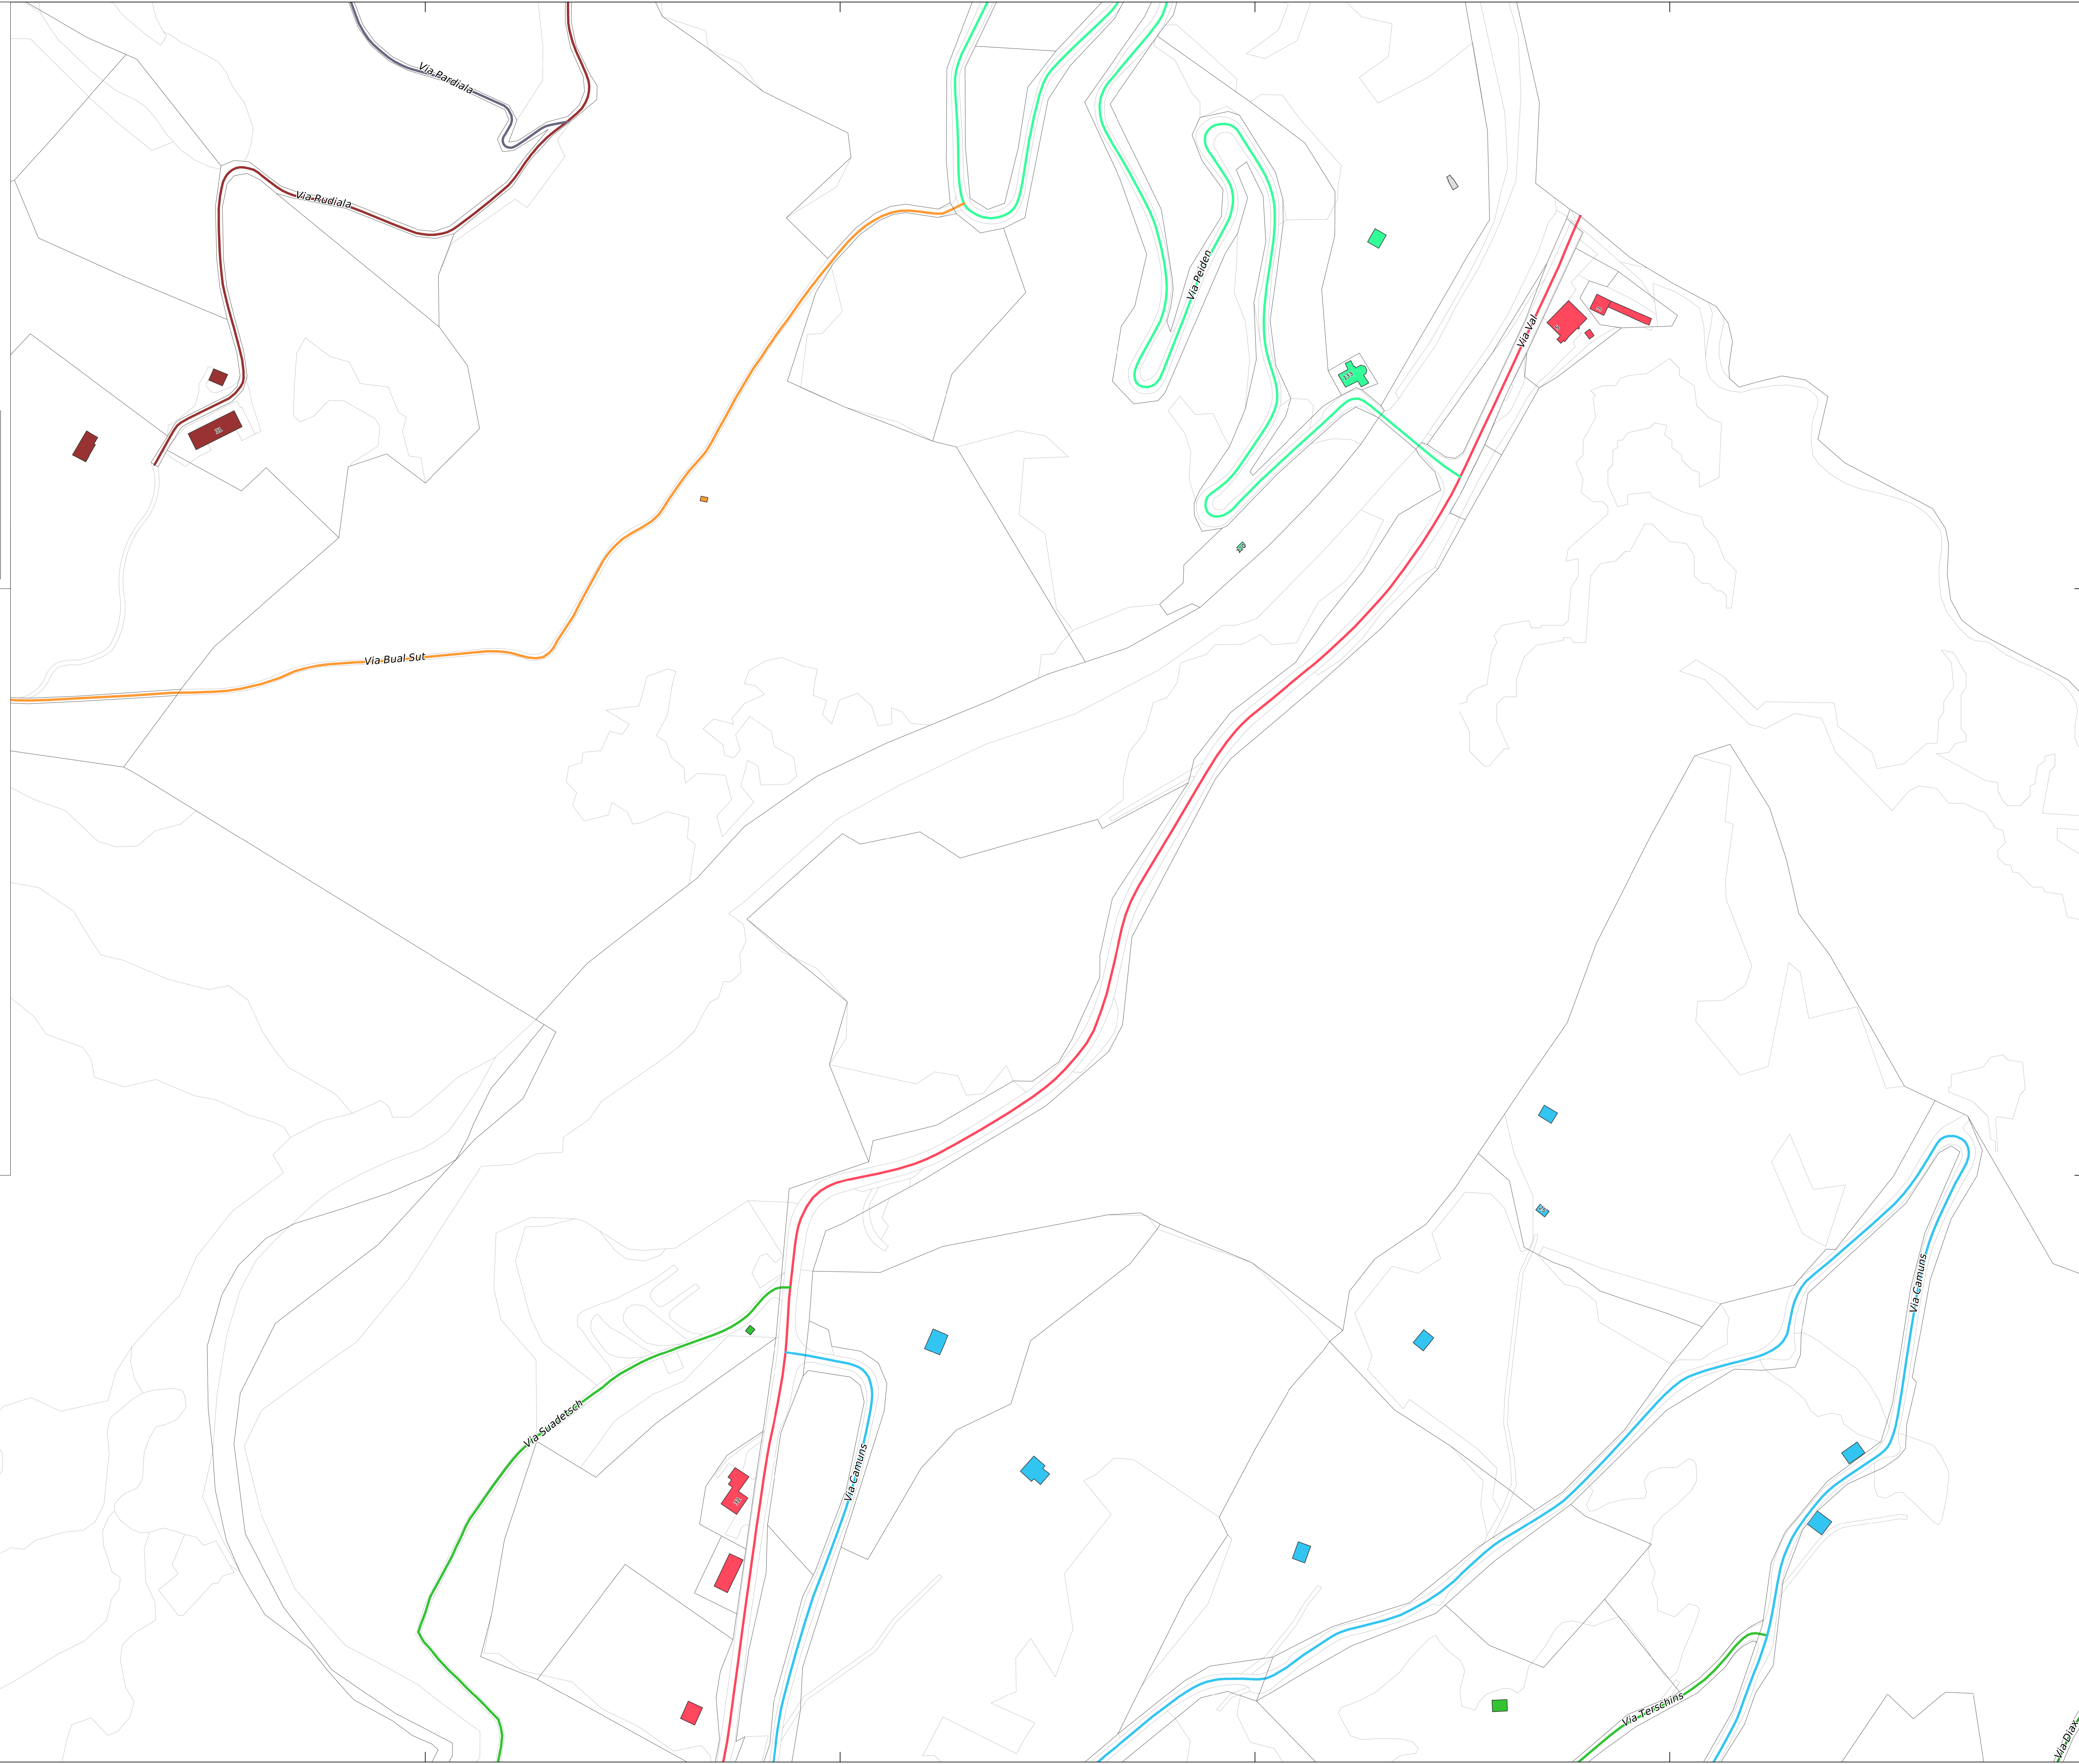 Via Pardiala
Via Rudiala
Via Peiden
Via Val
Via Bual Sut
Via Camuns
Via Suadetsch
Via Camuns
Via Terschins